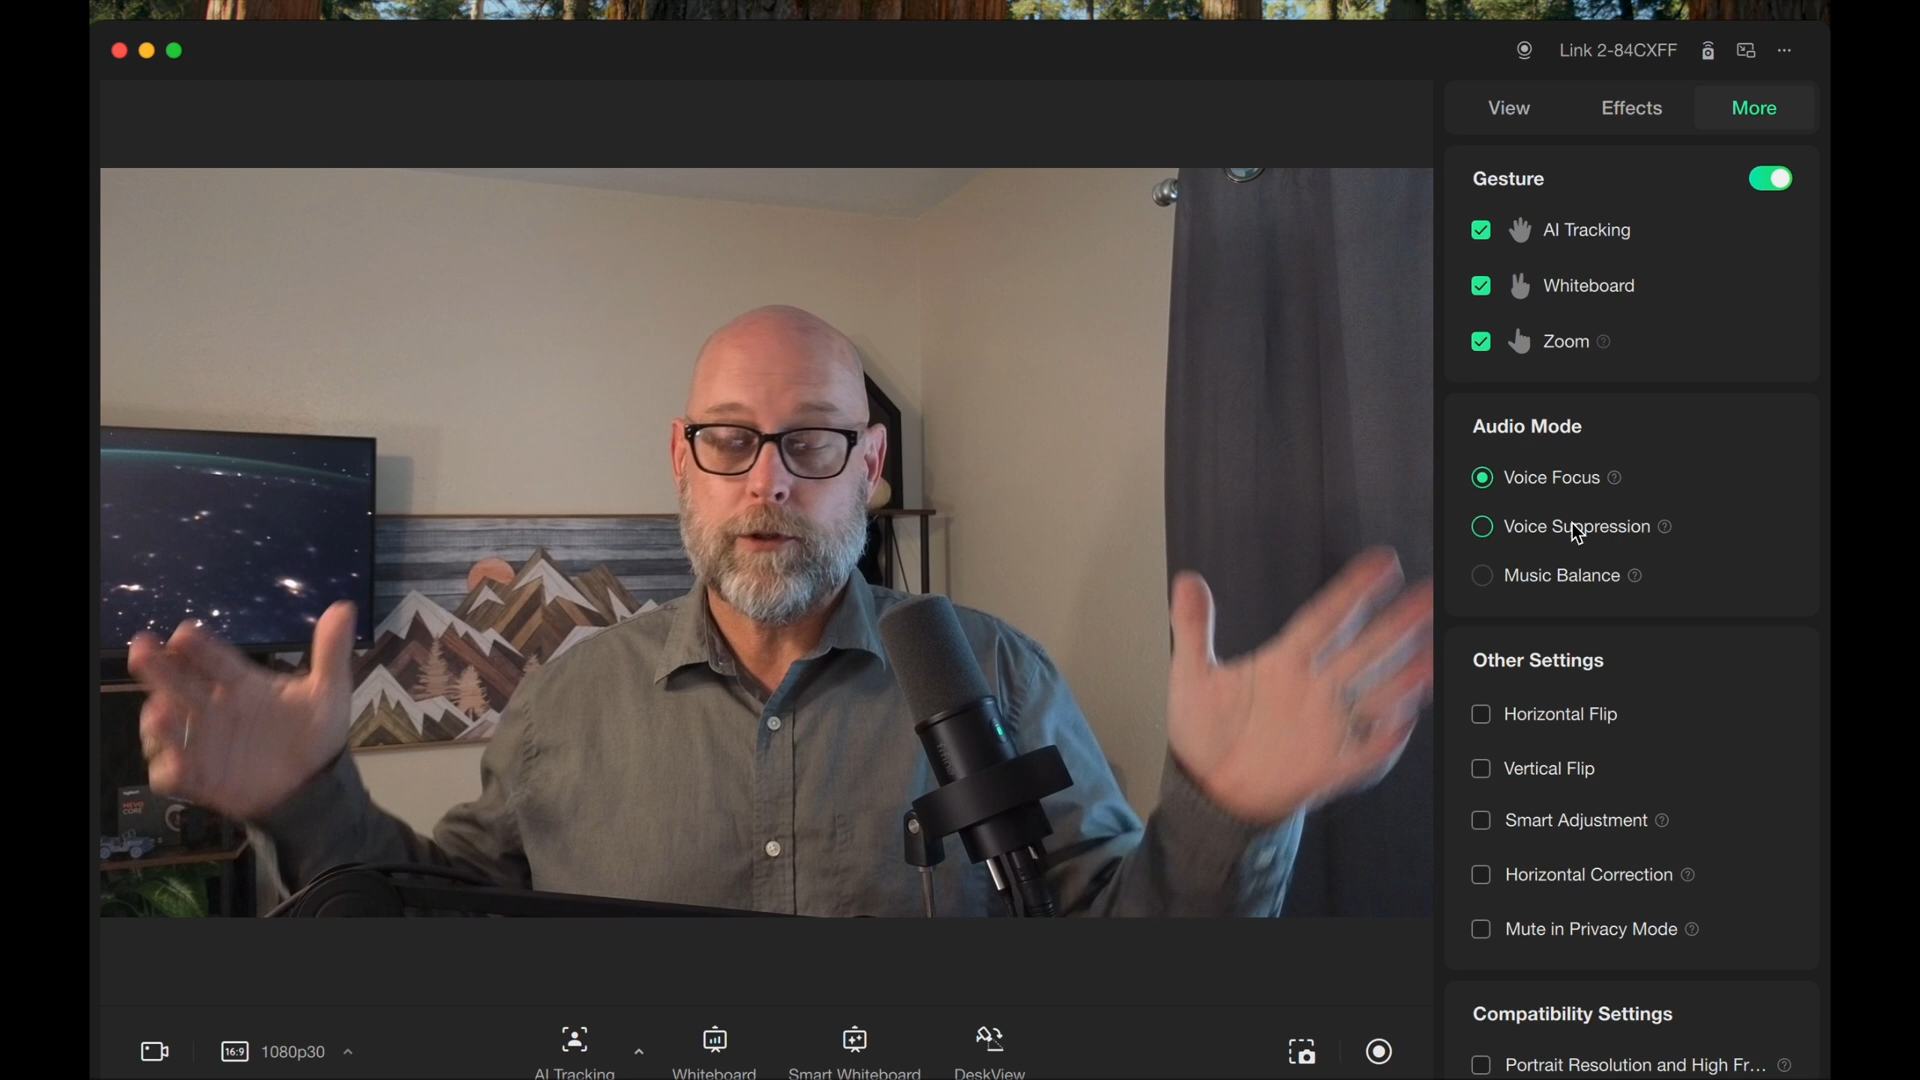 Link 2-84CXFF
View Effects More
Gesture
AI Tracking
Whiteboard
Zoom
Audio Mode
Voice Focus
Voice Suppression
Music Balance
Other Settings
Horizontal Flip
Vertical Flip
Smart Adjustment
Horizontal Correction
Mute in Privacy Mode
Compatibility Settings
Portrait Resolution and High Fr...
MEVO
CORE
16:9 1080p30
AI Tracking Whiteboard Smart Whiteboard DeskView